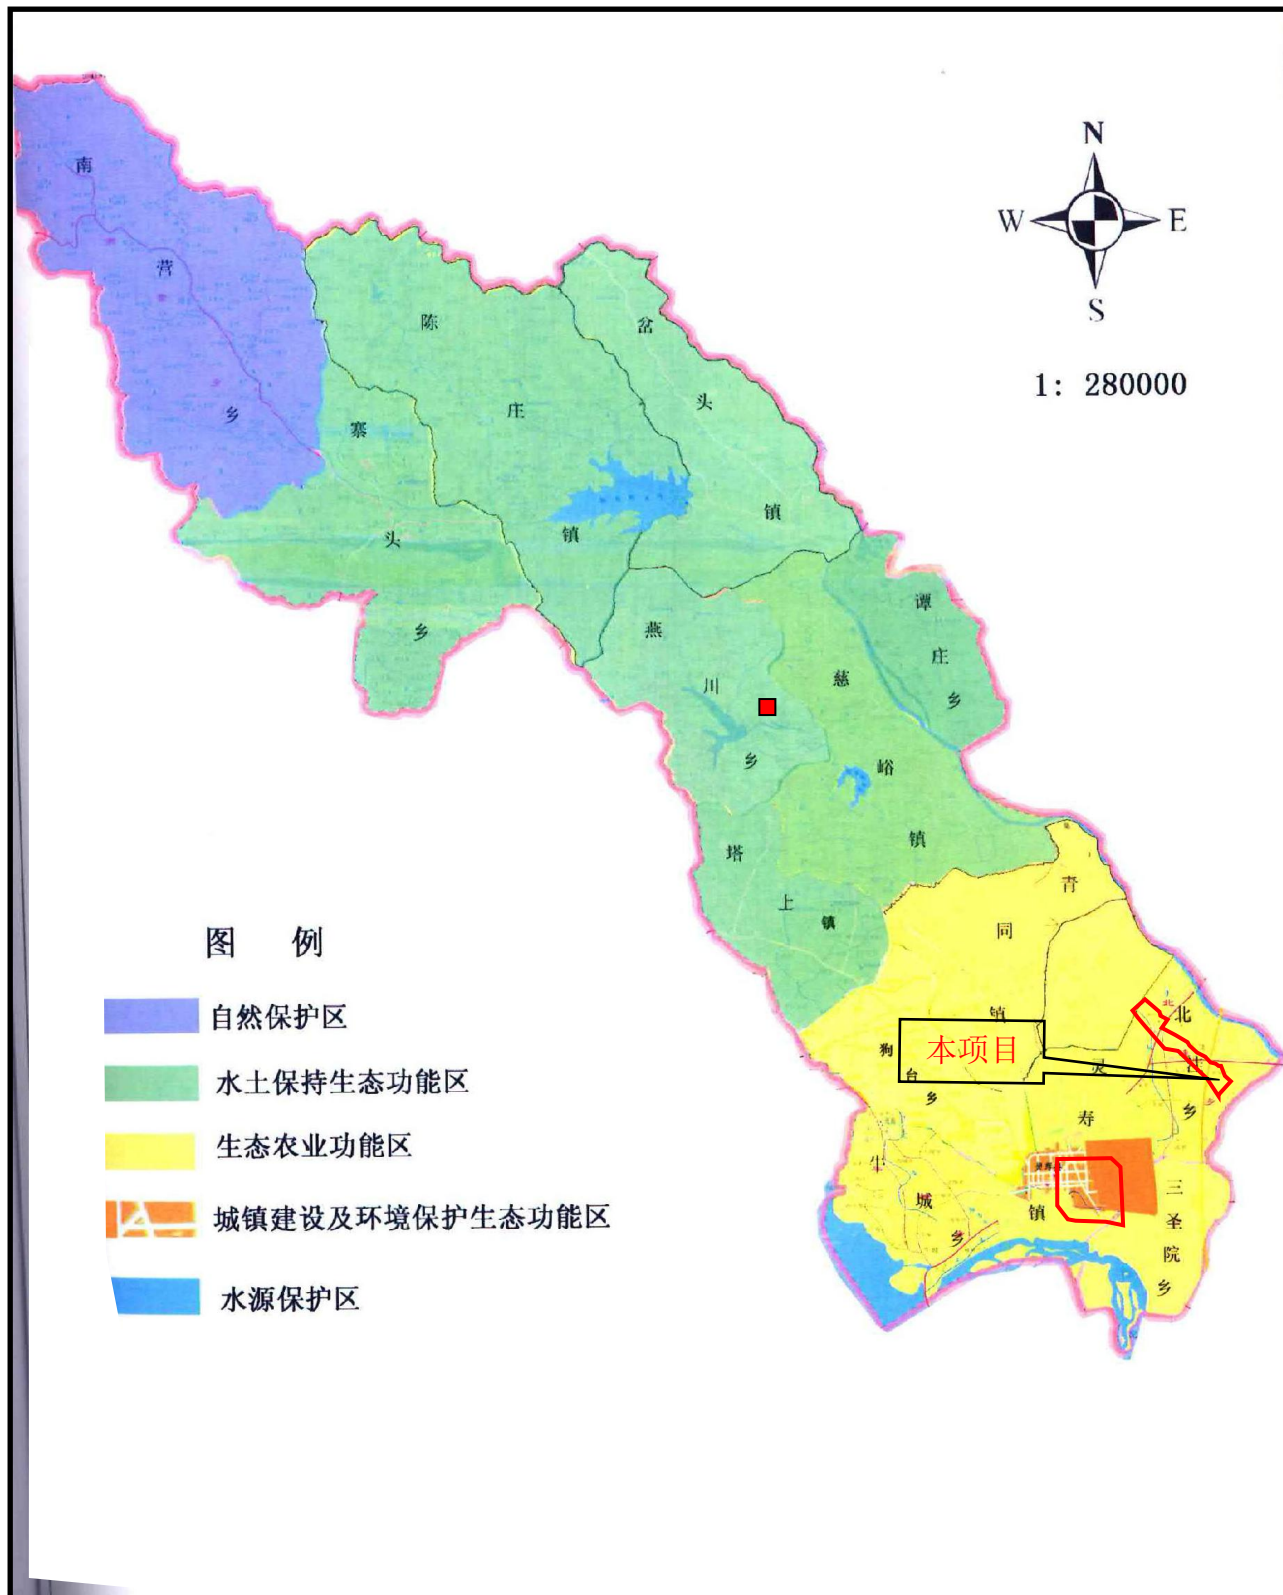 N
W E
S
1: 280000
南
营
乡
陈
庄
镇
岔
头
镇
寨
头
乡
燕
川
乡
慈
峪
镇
谭
庄
乡
塔
上
镇
青
同
镇
北
洼
乡
狗
台
乡
本项目
灵
寿
镇
牛
城
乡
三
圣
院
乡
图 例
自然保护区
水土保持生态功能区
生态农业功能区
城镇建设及环境保护生态功能区
水源保护区